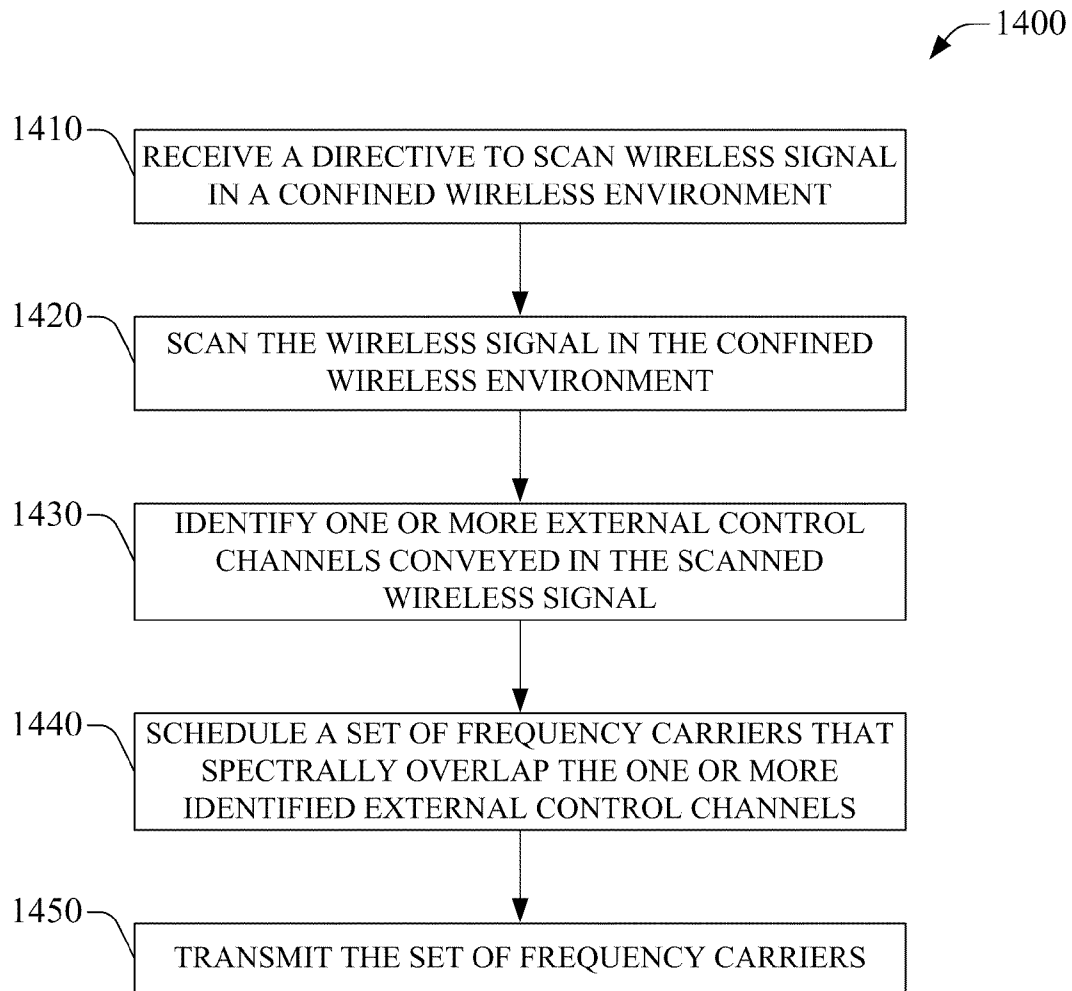 1400
1410
RECEIVE A DIRECTIVE TO SCAN WIRELESS SIGNAL
IN A CONFINED WIRELESS ENVIRONMENT
1420
SCAN THE WIRELESS SIGNAL IN THE CONFINED
WIRELESS ENVIRONMENT
1430
IDENTIFY ONE OR MORE EXTERNAL CONTROL
CHANNELS CONVEYED IN THE SCANNED
WIRELESS SIGNAL
1440
SCHEDULE A SET OF FREQUENCY CARRIERS THAT
SPECTRALLY OVERLAP THE ONE OR MORE
IDENTIFIED EXTERNAL CONTROL CHANNELS
1450
TRANSMIT THE SET OF FREQUENCY CARRIERS